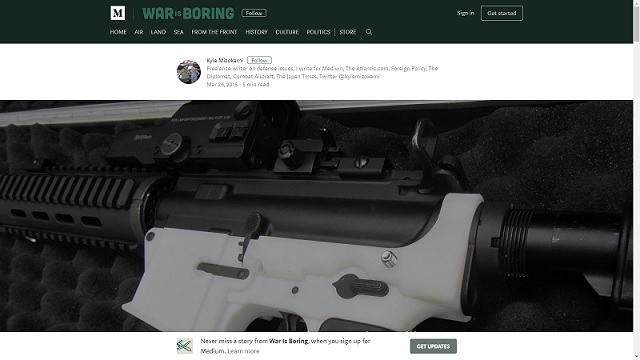 M
WAR IS BORING
Follow
Sign in
Get started
HOME AIR LAND SEA FROM THE FRONT HISTORY CULTURE POLITICS STORE
Kyle Mizokami Follow
Freelance writer on defense issues, I write for Medium, The Atlantic.com, Foreign Policy, The
Diplomat, Combat Aircraft, The Japan Times. Twitter @kylemizokami
Mar 26, 2015 · 5 min read
Never miss a story from War Is Boring, when you sign up for
Medium. Learn more
GET UPDATES